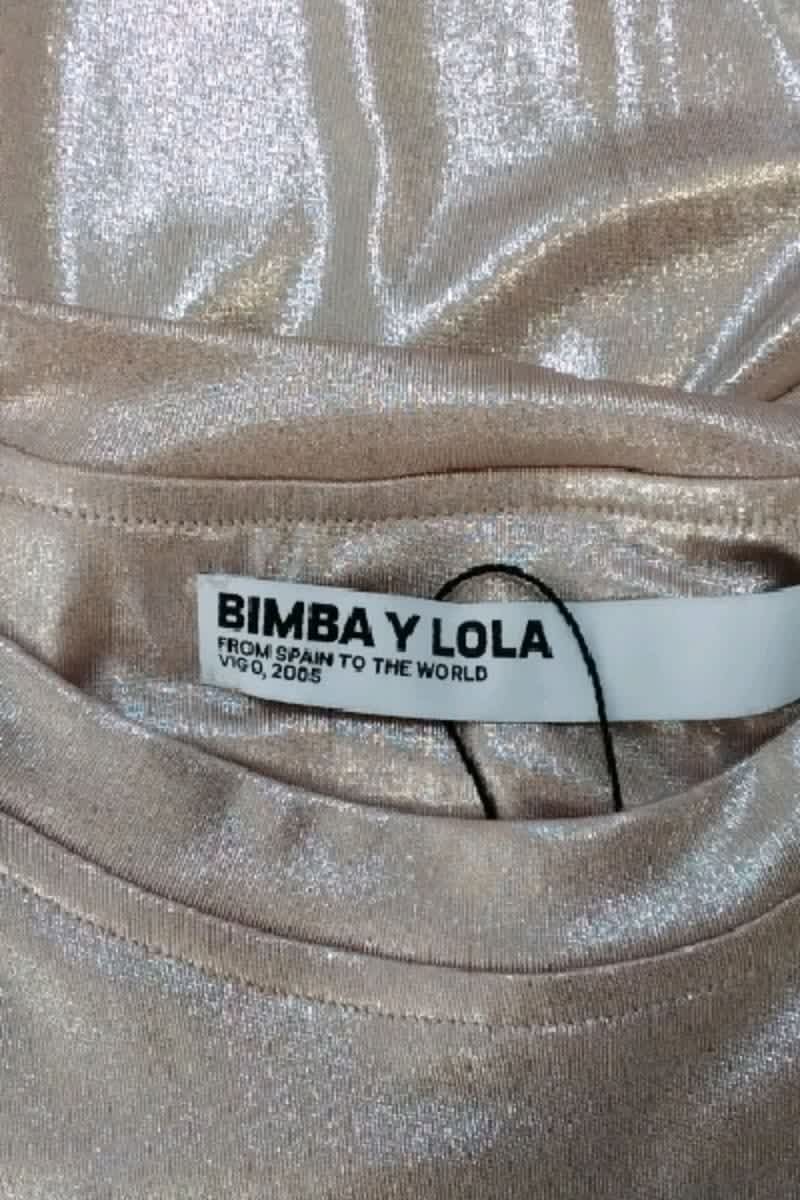 BIMBA Y LOLA
FROM SPAIN TO THE WORLD
VIGO, 2005